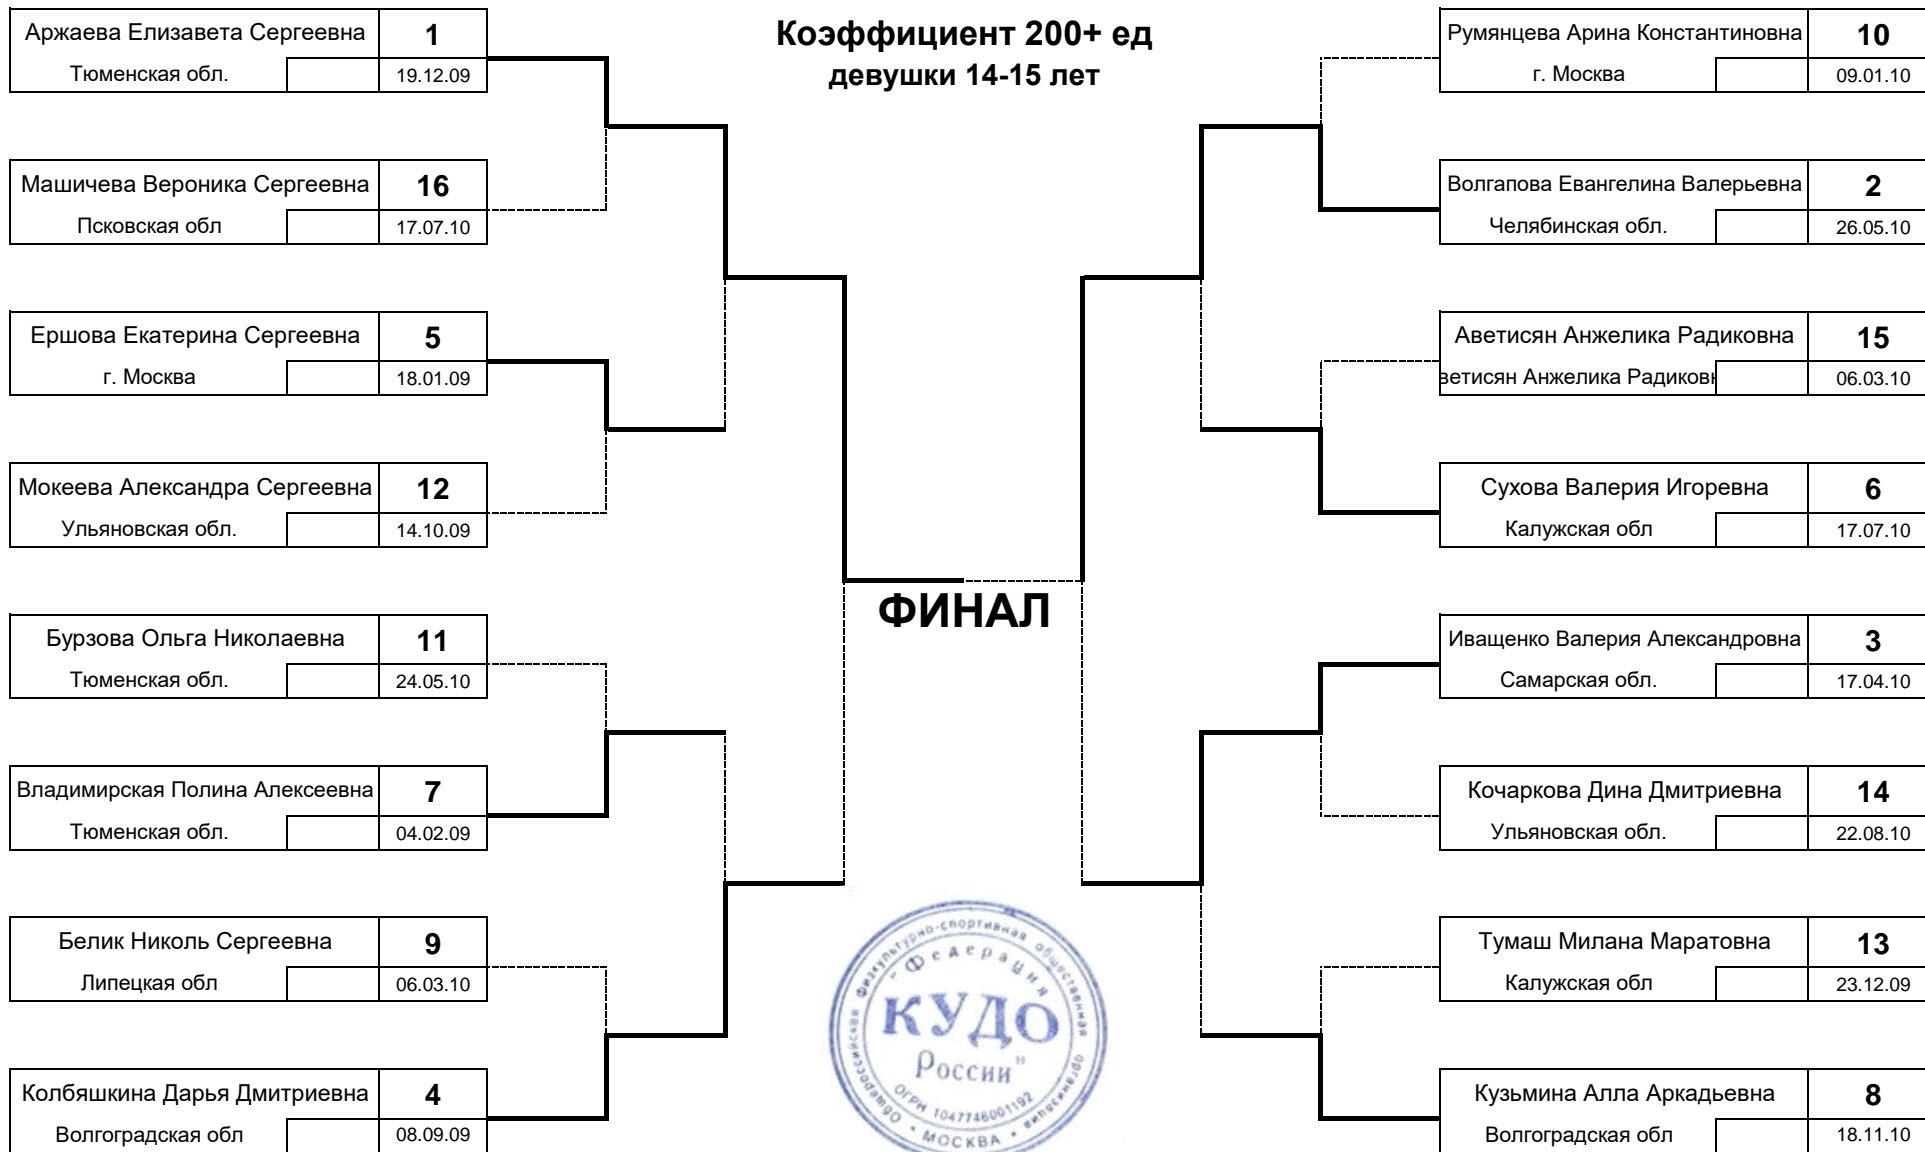 Коэффициент 200+ ед
девушки 14-15 лет
Аржаева Елизавета Сергеевна 1
Тюменская обл. 19.12.09
Машичева Вероника Сергеевна 16
Псковская обл 17.07.10
Ершова Екатерина Сергеевна 5
г. Москва 18.01.09
Мокеева Александра Сергеевна 12
Ульяновская обл. 14.10.09
Бурзова Ольга Николаевна 11
Тюменская обл. 24.05.10
Владимирская Полина Алексеевна 7
Тюменская обл. 04.02.09
Белик Николь Сергеевна 9
Липецкая обл 06.03.10
Колбяшкина Дарья Дмитриевна 4
Волгоградская обл 08.09.09
ФИНАЛ
Румянцева Арина Константиновна 10
г. Москва 09.01.10
Волгапова Евангелина Валерьевна 2
Челябинская обл. 26.05.10
Аветисян Анжелика Радиковна 15
ветисян Анжелика Радиковн 06.03.10
Сухова Валерия Игоревна 6
Калужская обл 17.07.10
Иващенко Валерия Александровна 3
Самарская обл. 17.04.10
Кочаркова Дина Дмитриевна 14
Ульяновская обл. 22.08.10
Тумаш Милана Маратовна 13
Калужская обл 23.12.09
Кузьмина Алла Аркадьевна 8
Волгоградская обл 18.11.10
Общероссийская физкультурно-спортивная общественная организация
"Федерация
КУДО
России"
ОГРН 1047746001192
• МОСКВА •